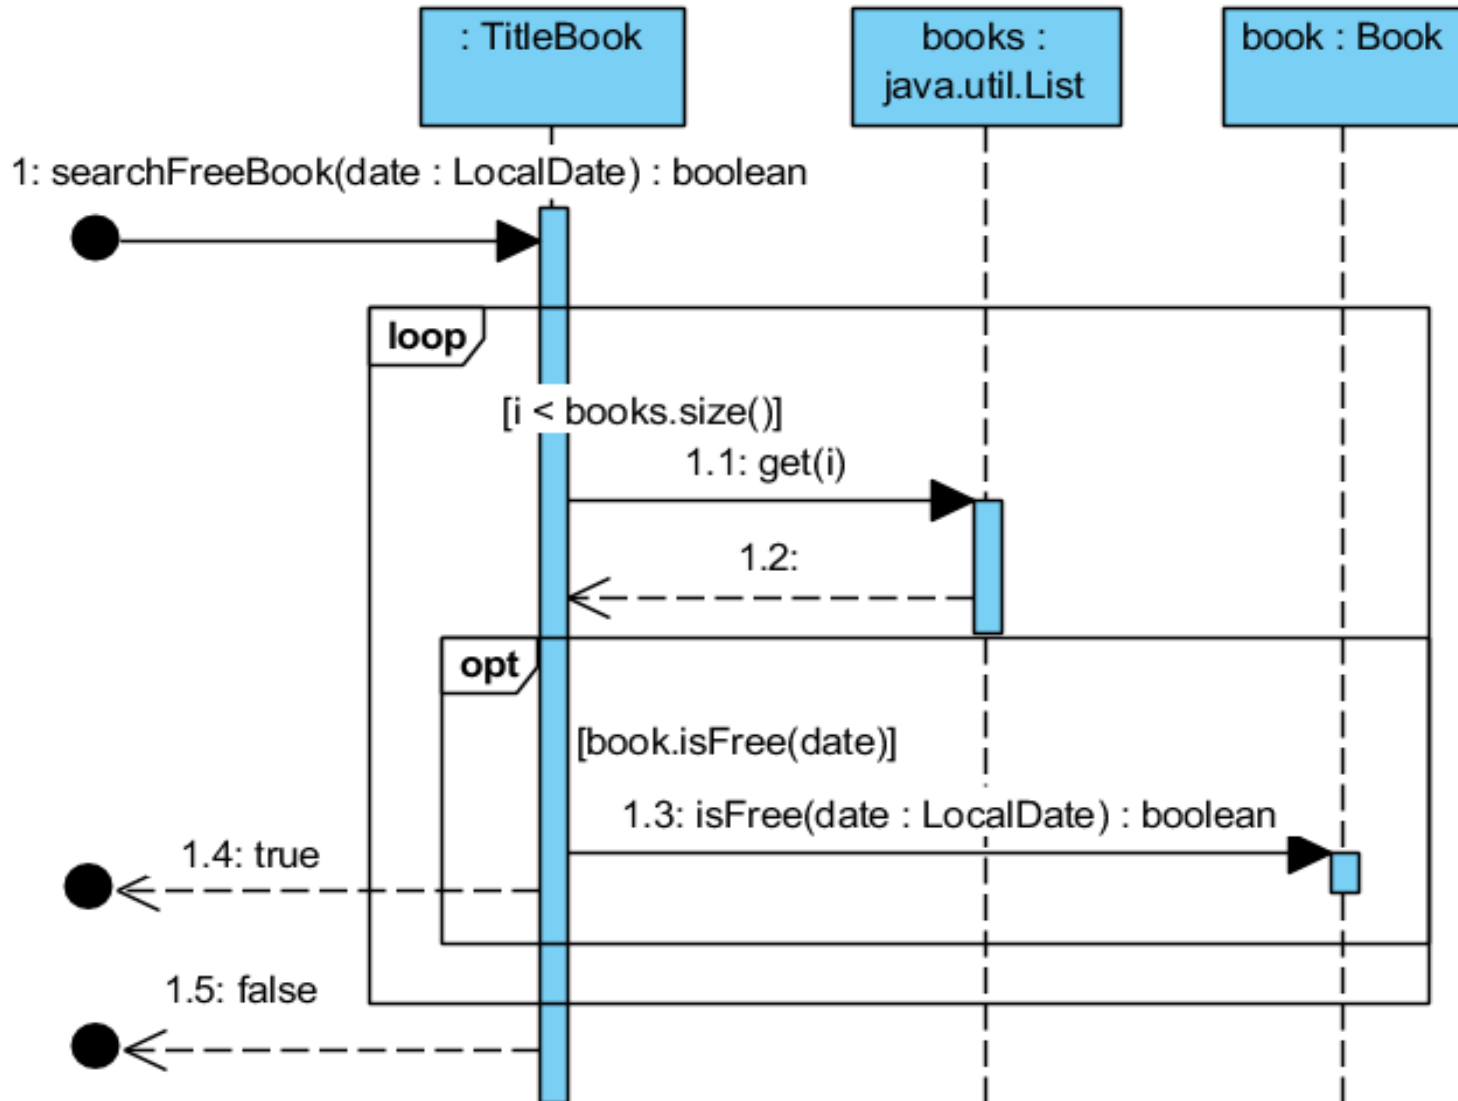 : TitleBook
books :
java.util.List
book : Book
1: searchFreeBook(date : LocalDate) : boolean
loop
[i < books.size()]
1.1: get(i)
1.2:
opt
[book.isFree(date)]
1.3: isFree(date : LocalDate) : boolean
1.4: true
1.5: false